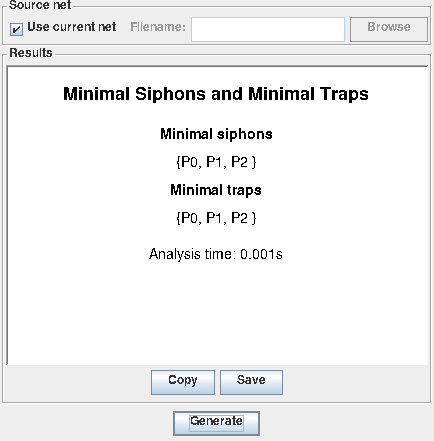 Source net
Use current net Filename: Browse
Results
Minimal Siphons and Minimal Traps
Minimal siphons
{P0, P1, P2 }
Minimal traps
{P0, P1, P2 }
Analysis time: 0.001s
Copy Save
Generate